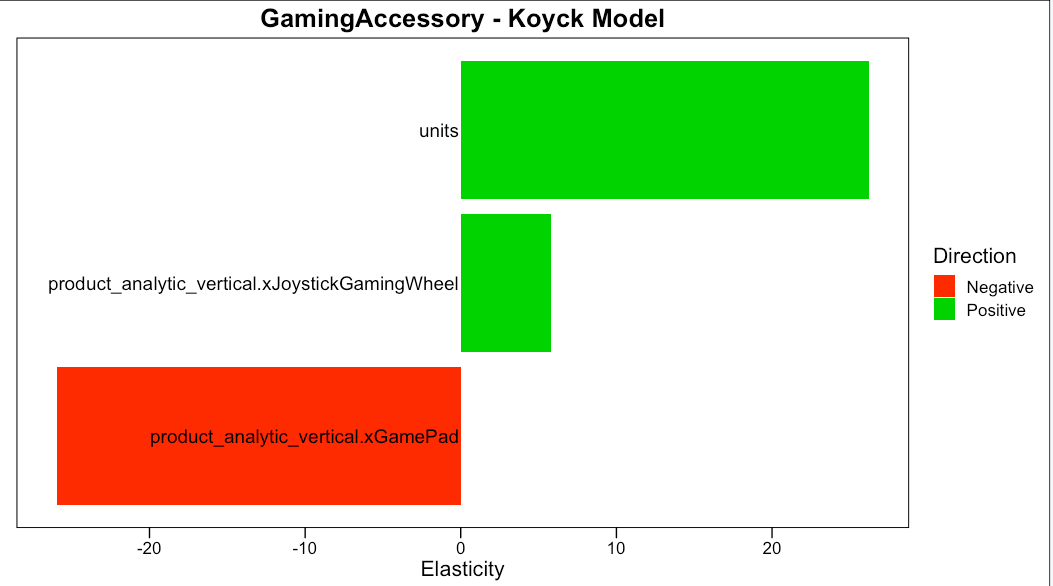 GamingAccessory - Koyck Model
units
product_analytic_vertical.xJoystickGamingWheel
product_analytic_vertical.xGamePad
-20 -10 0 10 20
Elasticity
Direction
Negative
Positive